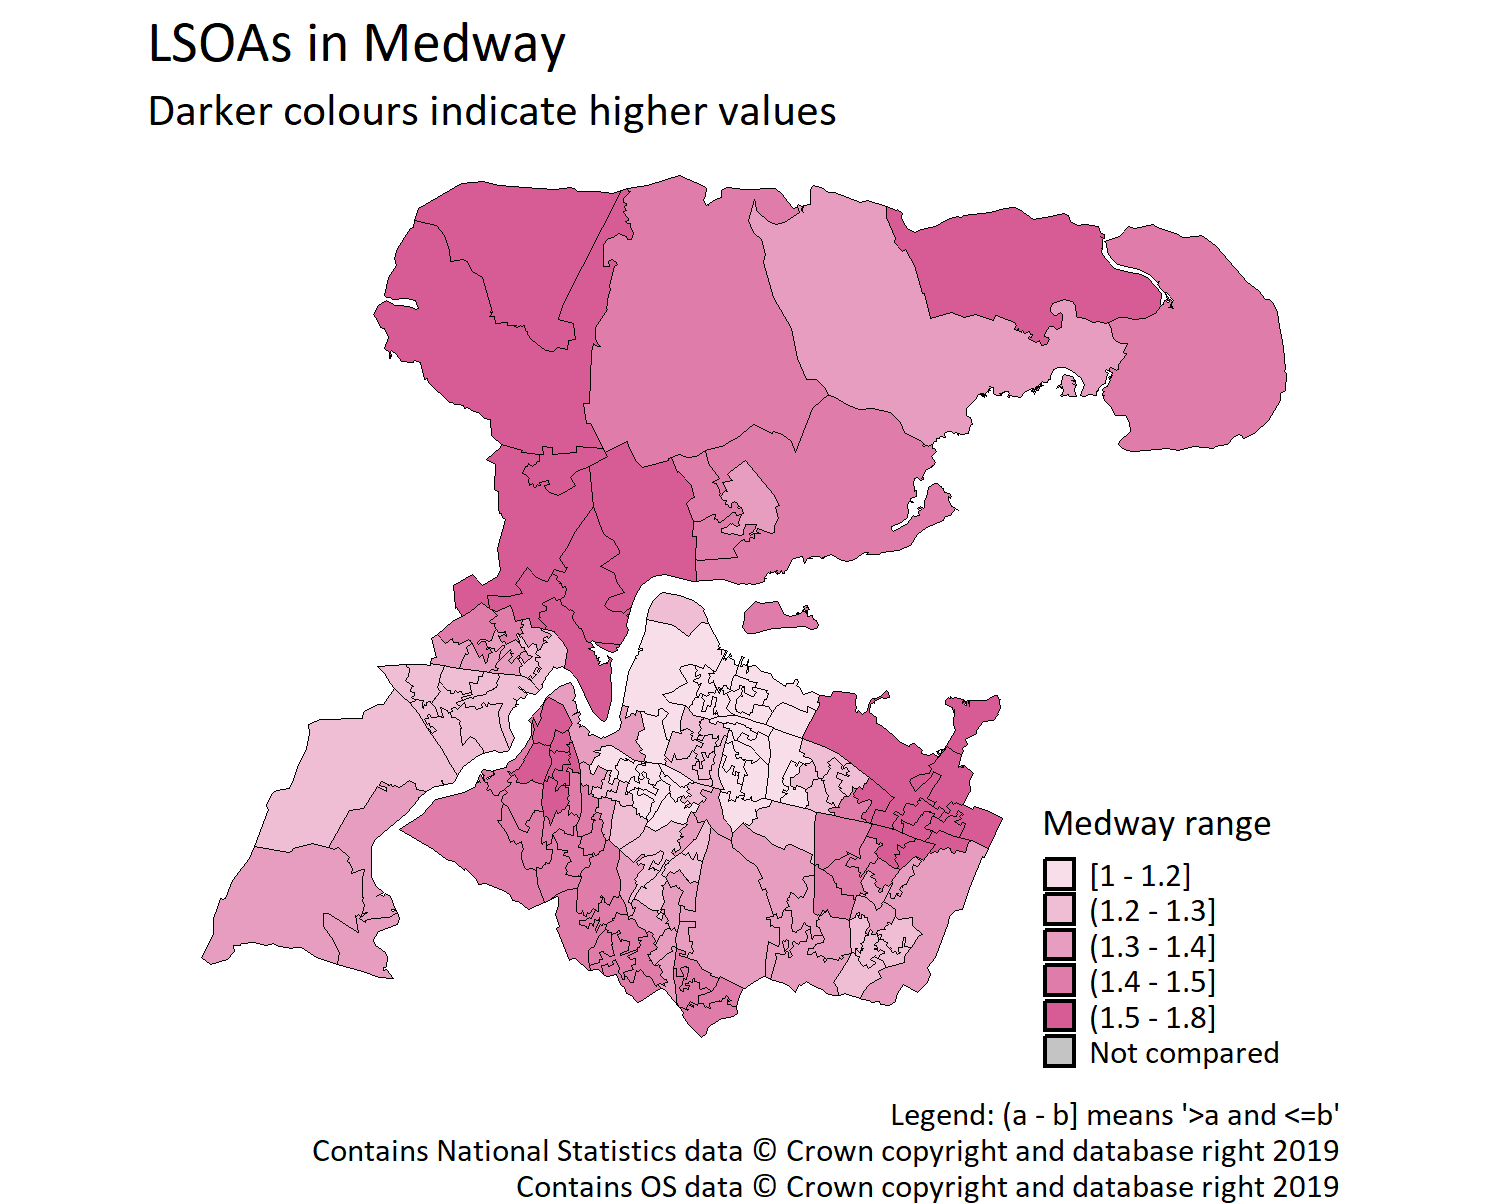 LSOAs in Medway
Darker colours indicate higher values
Medway range
[1 - 1.2]
(1.2 - 1.3]
(1.3 - 1.4]
(1.4 - 1.5]
(1.5 - 1.8]
Not compared
Legend: (a - b] means '>a and <=b'
Contains National Statistics data © Crown copyright and database right 2019
Contains OS data © Crown copyright and database right 2019